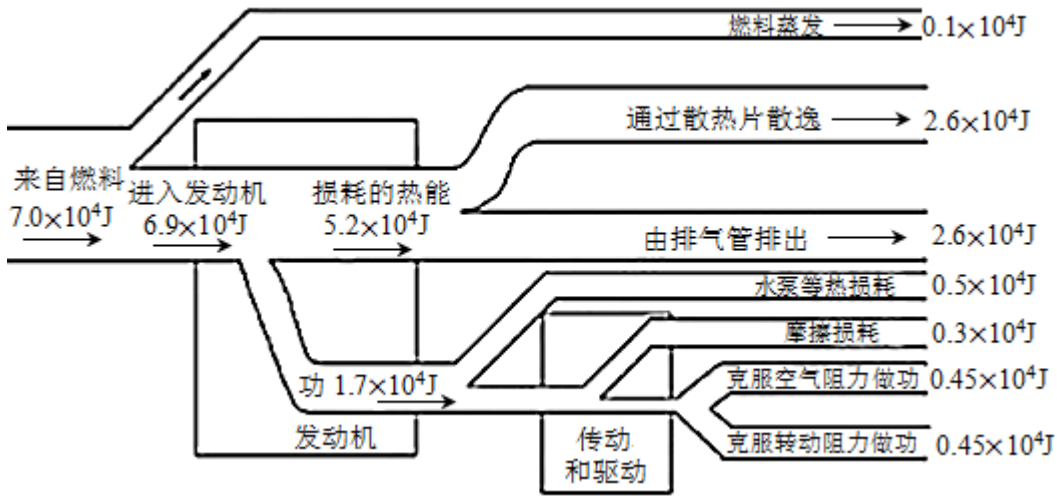 燃料蒸发 0.1×10⁴J
通过散热片散逸 2.6×10⁴J
来自燃料
7.0×10⁴J
进入发动机
6.9×10⁴J
损耗的热能
5.2×10⁴J
由排气管排出 2.6×10⁴J
水泵等热损耗 0.5×10⁴J
摩擦损耗 0.3×10⁴J
功 1.7×10⁴J
克服空气阻力做功 0.45×10⁴J
发动机
传动
和驱动
克服转动阻力做功 0.45×10⁴J